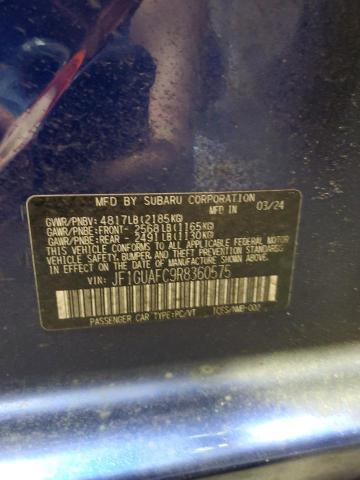 MFD. BY SUBARU CORPORATION
MFD. IN 03/24
GVWR/PNBV: 4817LB(2185KG)
GAWR/PNBE:FRONT- 2568LB(1165KG)
GAWR/PNBE:REAR - 2491LB(1130KG)
THIS VEHICLE CONFORMS TO ALL APPLICABLE FEDERAL MOTOR
VEHICLE SAFETY, BUMPER, AND THEFT PREVENTION STANDARDS
IN EFFECT ON THE DATE OF MANUFACTURE SHOWN ABOVE.
VIN: JF1GUAFC9R8360575
PASSENGER CAR TYPE:PC/VT